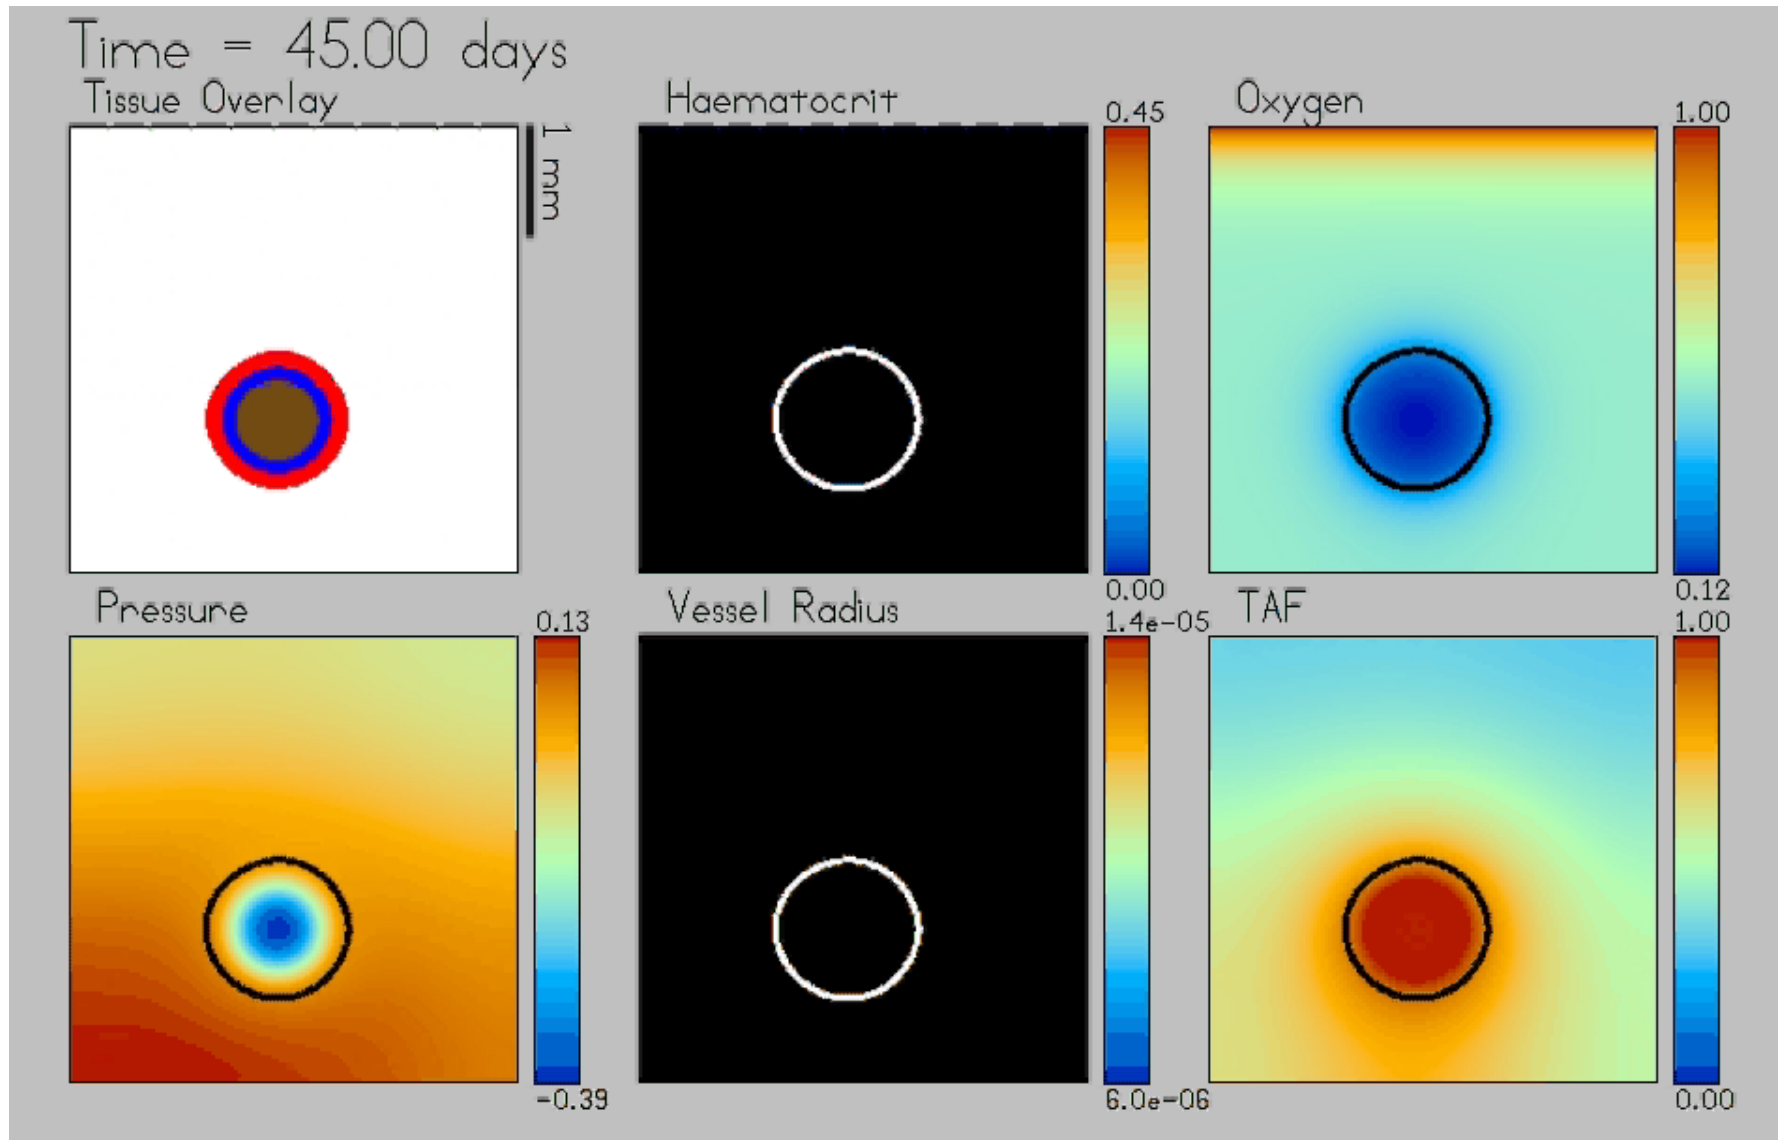 Time = 45.00 days
Tissue Overlay
1 mm
Haematocrit
0.45
0.00
Oxygen
1.00
0.12
Pressure
0.13
-0.39
Vessel Radius
1.4e-05
6.0e-06
TAF
1.00
0.00